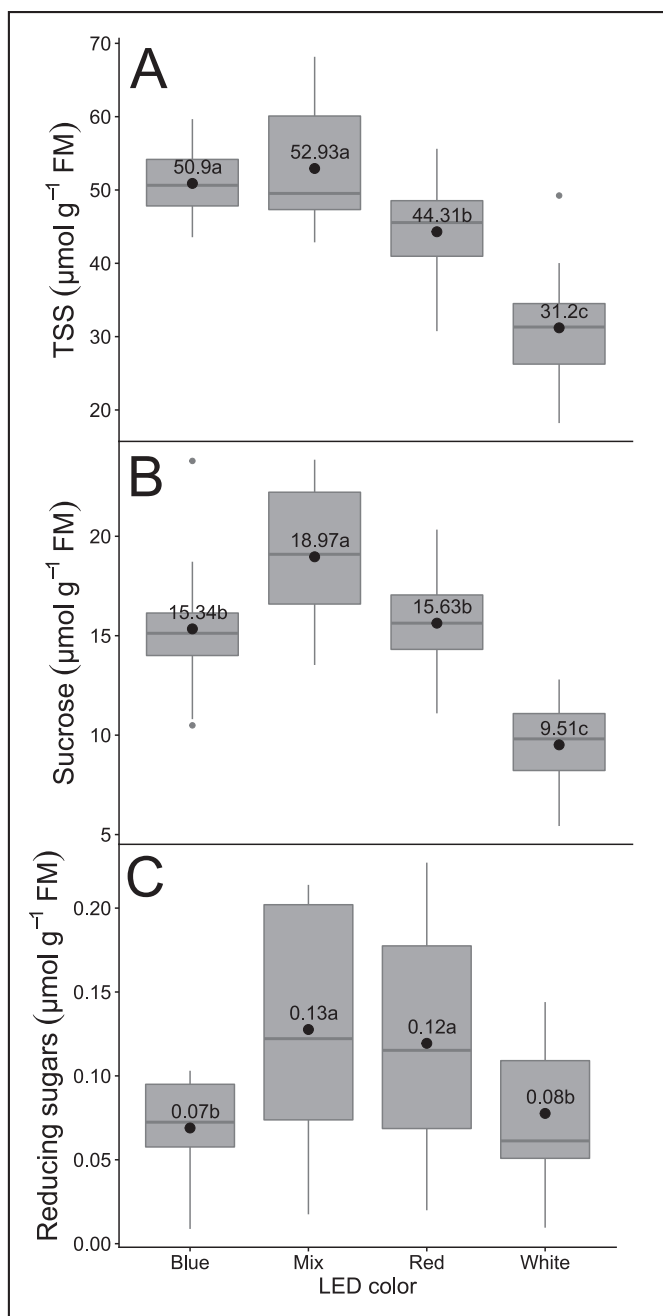 A
TSS (µmol g⁻¹ FM)
70
60
50
40
30
20
50.9a
52.93a
44.31b
31.2c
B
Sucrose (µmol g⁻¹ FM)
20
15
10
5
15.34b
18.97a
15.63b
9.51c
C
Reducing sugars (µmol g⁻¹ FM)
0.20
0.15
0.10
0.05
0.00
0.07b
0.13a
0.12a
0.08b
Blue Mix Red White
LED color